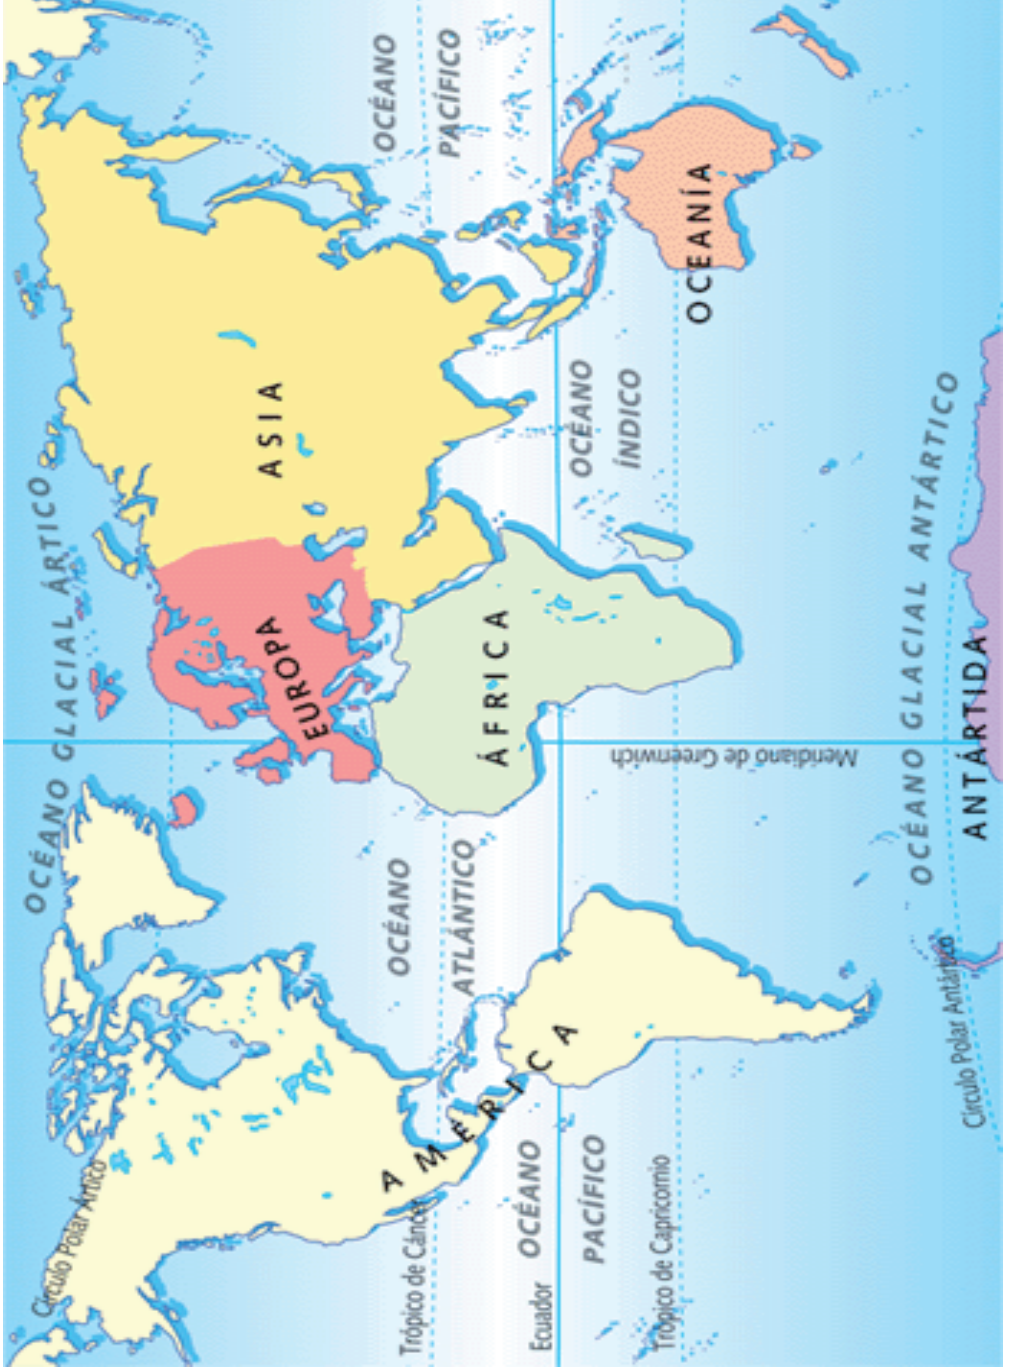 OCÉANO GLACIAL ÁRTICO
Círculo Polar Ártico
EUROPA
ASIA
OCÉANO
PACÍFICO
OCÉANO
ATLÁNTICO
AMÉRICA
Trópico de Cáncer
ÁFRICA
OCÉANO
PACÍFICO
Ecuador
OCÉANO
ÍNDICO
Trópico de Capricornio
OCEANÍA
Meridiano de Greenwich
OCÉANO GLACIAL ANTÁRTICO
Círculo Polar Antártico
ANTÁRTIDA